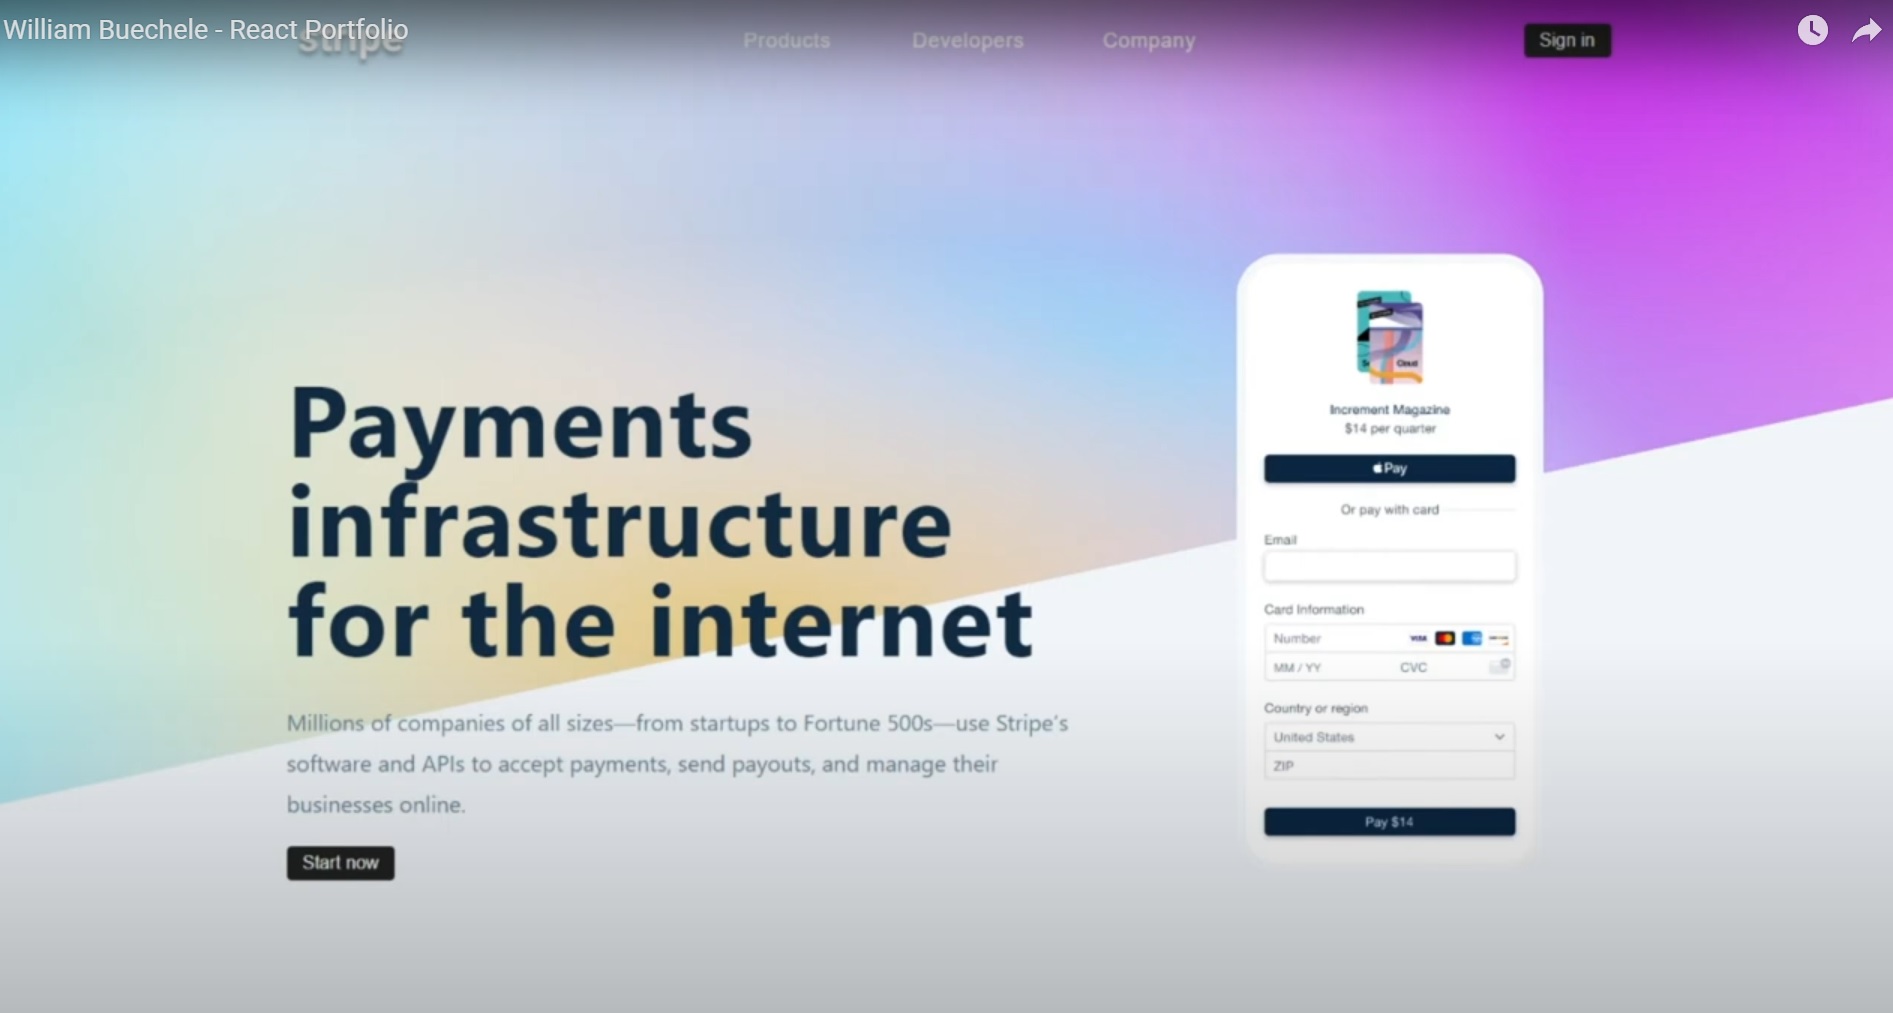 William Buechele - React Portfolio
stripe
Products
Developers
Company
Sign in
Payments
infrastructure
for the internet
Millions of companies of all sizes—from startups to Fortune 500s—use Stripe's
software and APIs to accept payments, send payouts, and manage their
businesses online.
Start now
Cloud
Increment Magazine
$14 per quarter
Pay
Or pay with card
Email
Card Information
Number
VISA
MM / YY
CVC
Country or region
United States
ZIP
Pay $14